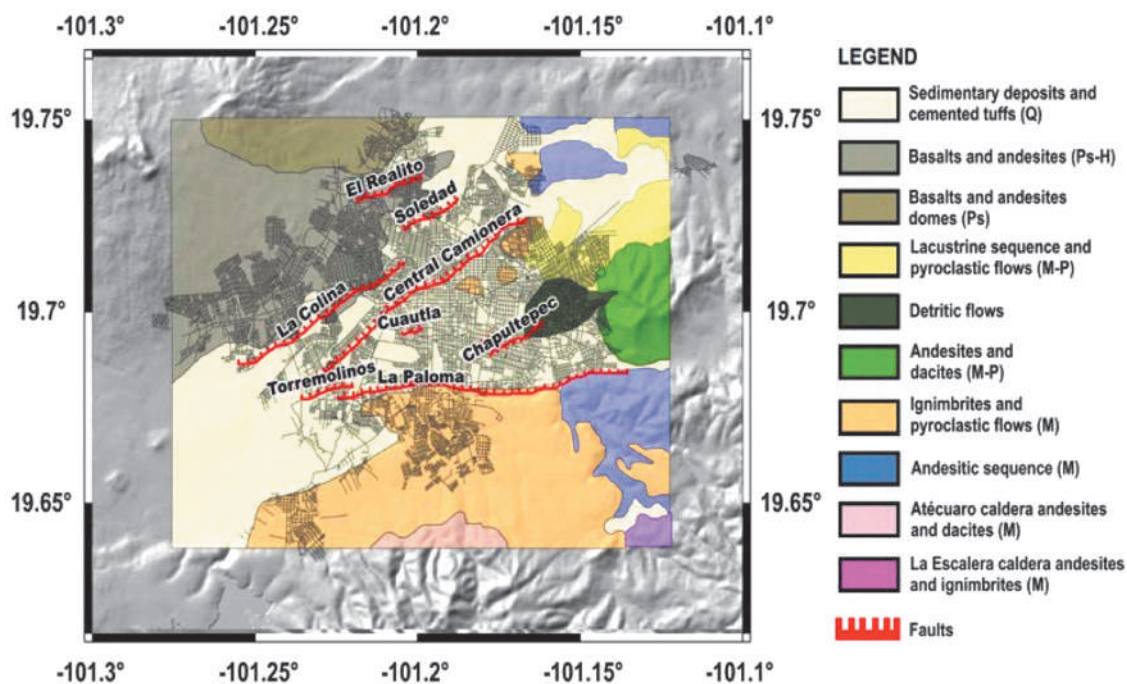 -101.3° -101.25° -101.2° -101.15° -101.1°
19.75° 19.75°
19.7° 19.7°
19.65° 19.65°
-101.3° -101.25° -101.2° -101.15° -101.1°
El Realito
Soledad
Central Camionera
La Colina
Cuautla
Chapultepec
Torremolinos
La Paloma
LEGEND
Sedimentary deposits and
cemented tuffs (Q)
Basalts and andesites (Ps-H)
Basalts and andesites
domes (Ps)
Lacustrine sequence and
pyroclastic flows (M-P)
Detritic flows
Andesites and
dacites (M-P)
Ignimbrites and
pyroclastic flows (M)
Andesitic sequence (M)
Atécuaro caldera andesites
and dacites (M)
La Escalera caldera andesites
and ignimbrites (M)
Faults